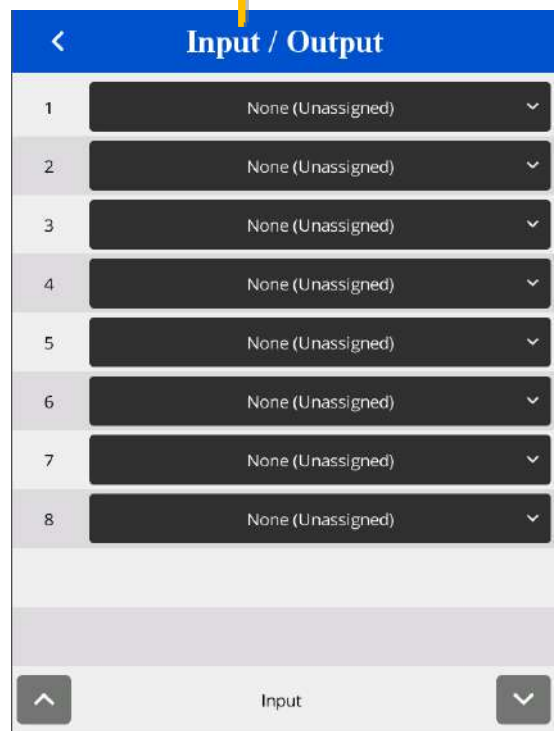 Input / Output
1 None (Unassigned)
2 None (Unassigned)
3 None (Unassigned)
4 None (Unassigned)
5 None (Unassigned)
6 None (Unassigned)
7 None (Unassigned)
8 None (Unassigned)
Input